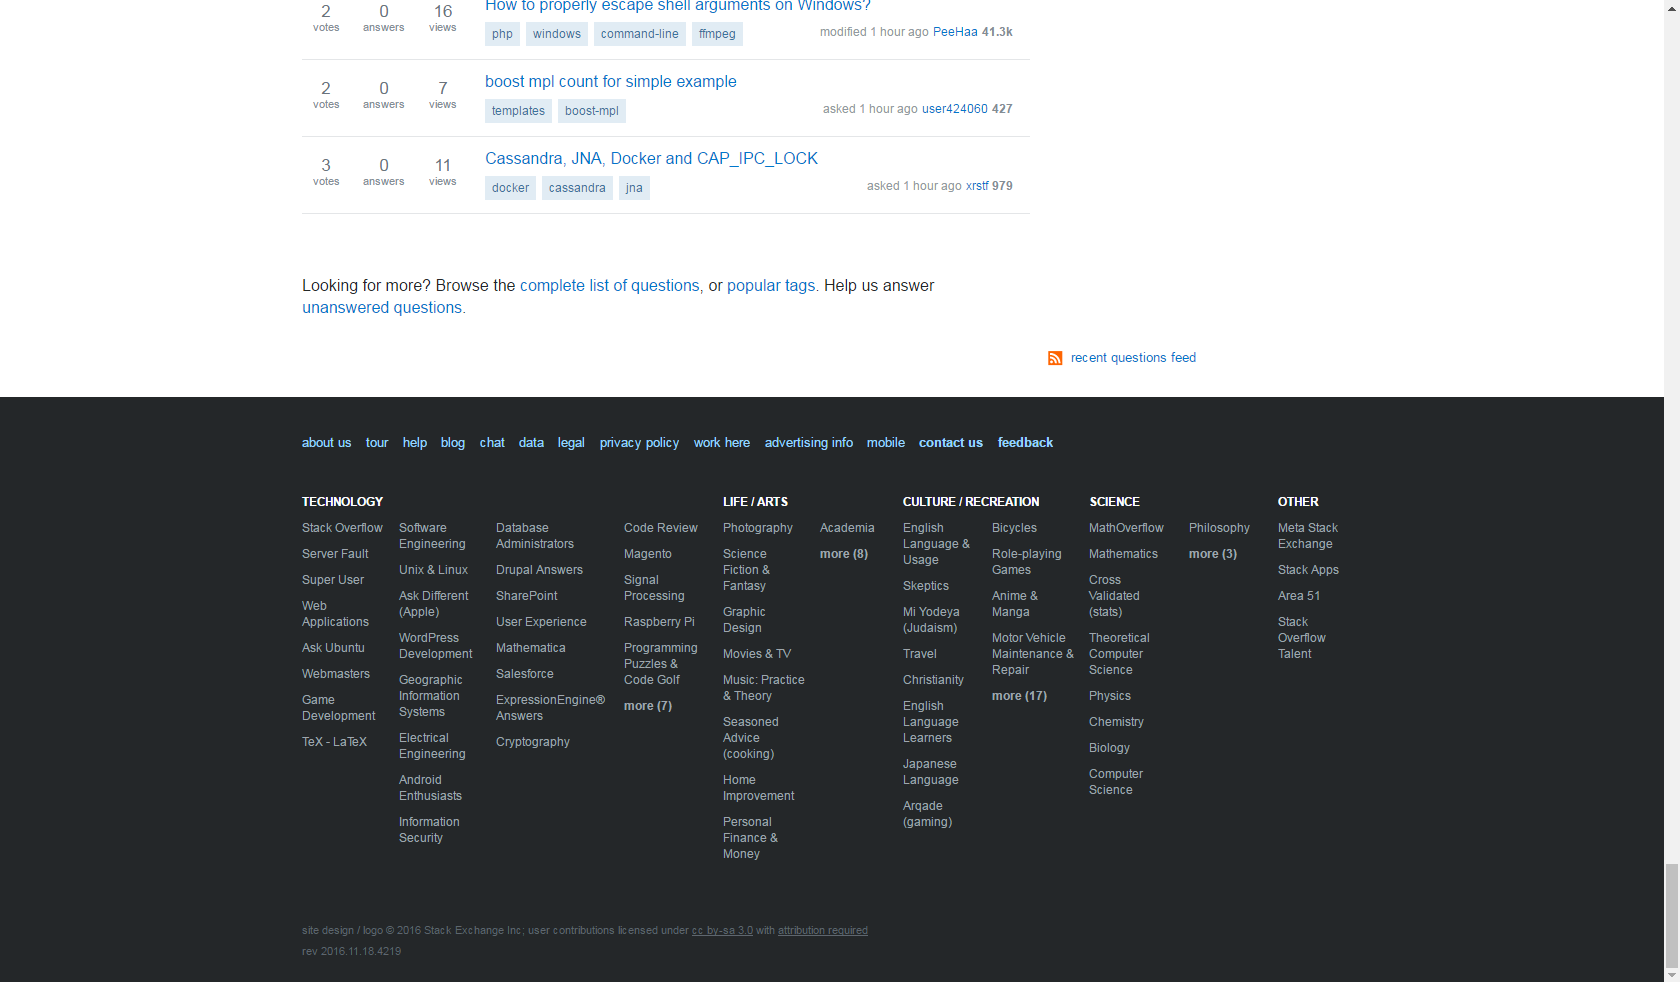 2 0 16 How to properly escape shell arguments on Windows?
votes answers views
php windows command-line ffmpeg modified 1 hour ago PeeHaa 41.3k
2 0 7 boost mpl count for simple example
votes answers views
templates boost-mpl asked 1 hour ago user424060 427
3 0 11 Cassandra, JNA, Docker and CAP_IPC_LOCK
votes answers views
docker cassandra jna asked 1 hour ago xrstf 979
Looking for more? Browse the complete list of questions, or popular tags. Help us answer
unanswered questions.
recent questions feed
about us tour help blog chat data legal privacy policy work here advertising info mobile contact us feedback
TECHNOLOGY
Stack Overflow
Server Fault
Super User
Web
Applications
Ask Ubuntu
Webmasters
Game
Development
TeX - LaTeX
Software
Engineering
Unix & Linux
Ask Different
(Apple)
WordPress
Development
Geographic
Information
Systems
Electrical
Engineering
Android
Enthusiasts
Information
Security
Database
Administrators
Drupal Answers
SharePoint
User Experience
Mathematica
Salesforce
ExpressionEngine®
Answers
Cryptography
Code Review
Magento
Signal
Processing
Raspberry Pi
Programming
Puzzles &
Code Golf
more (7)
LIFE / ARTS
Photography
Science
Fiction &
Fantasy
Graphic
Design
Movies & TV
Music: Practice
& Theory
Seasoned
Advice
(cooking)
Home
Improvement
Personal
Finance &
Money
Academia
more (8)
CULTURE / RECREATION
English
Language &
Usage
Skeptics
Mi Yodeya
(Judaism)
Travel
Christianity
English
Language
Learners
Japanese
Language
Arqade
(gaming)
Bicycles
Role-playing
Games
Anime &
Manga
Motor Vehicle
Maintenance &
Repair
more (17)
SCIENCE
MathOverflow
Mathematics
Cross
Validated
(stats)
Theoretical
Computer
Science
Physics
Chemistry
Biology
Computer
Science
Philosophy
more (3)
OTHER
Meta Stack
Exchange
Stack Apps
Area 51
Stack
Overflow
Talent
site design / logo © 2016 Stack Exchange Inc; user contributions licensed under cc by-sa 3.0 with attribution required
rev 2016.11.18.4219